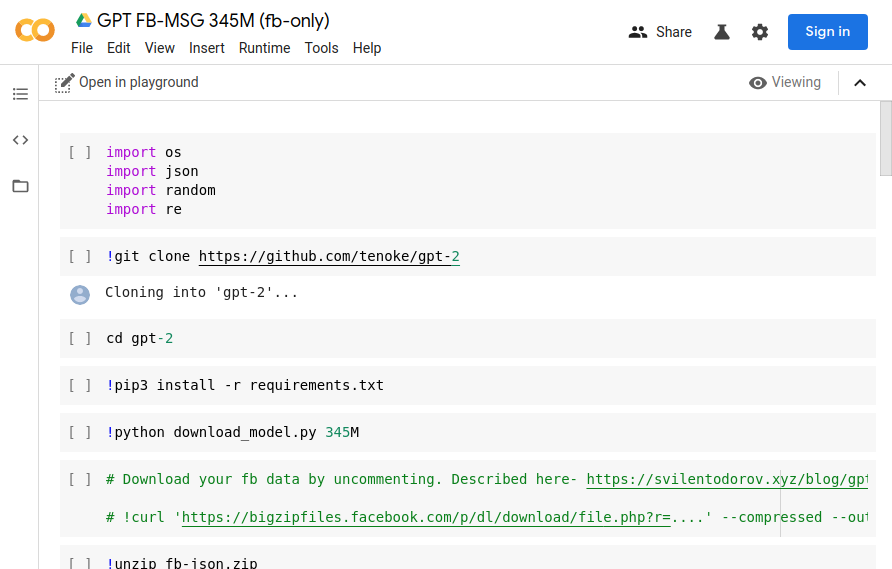 GPT FB-MSG 345M (fb-only)
File Edit View Insert Runtime Tools Help
Share
Sign in
Open in playground
Viewing
[ ] import os
import json
import random
import re
[ ] !git clone https://github.com/tenoke/gpt-2
Cloning into 'gpt-2'...
[ ] cd gpt-2
[ ] !pip3 install -r requirements.txt
[ ] !python download_model.py 345M
[ ] # Download your fb data by uncommenting. Described here- https://svilentodorov.xyz/blog/gpt
# !curl 'https://bigzipfiles.facebook.com/p/dl/download/file.php?r=....' --compressed --out
[ ] !unzip fb-json.zip